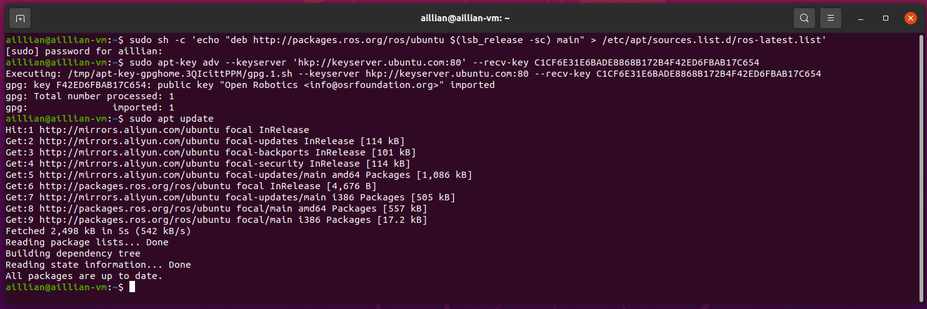 aillian@aillian-vm: ~
aillian@aillian-vm:~$ sudo sh -c 'echo "deb http://packages.ros.org/ros/ubuntu $(lsb_release -sc) main" > /etc/apt/sources.list.d/ros-latest.list'
[sudo] password for aillian:
aillian@aillian-vm:~$ sudo apt-key adv --keyserver 'hkp://keyserver.ubuntu.com:80' --recv-key C1CF6E31E6BADE8868B172B4F42ED6FBAB17C654
Executing: /tmp/apt-key-gpghome.3QIcittPPM/gpg.1.sh --keyserver hkp://keyserver.ubuntu.com:80 --recv-key C1CF6E31E6BADE8868B172B4F42ED6FBAB17C654
gpg: key F42ED6FBAB17C654: public key "Open Robotics <info@osrfoundation.org>" imported
gpg: Total number processed: 1
gpg:               imported: 1
aillian@aillian-vm:~$ sudo apt update
Hit:1 http://mirrors.aliyun.com/ubuntu focal InRelease
Get:2 http://mirrors.aliyun.com/ubuntu focal-updates InRelease [114 kB]
Get:3 http://mirrors.aliyun.com/ubuntu focal-backports InRelease [101 kB]
Get:4 http://mirrors.aliyun.com/ubuntu focal-security InRelease [114 kB]
Get:5 http://mirrors.aliyun.com/ubuntu focal-updates/main amd64 Packages [1,086 kB]
Get:6 http://packages.ros.org/ros/ubuntu focal InRelease [4,676 B]
Get:7 http://mirrors.aliyun.com/ubuntu focal-updates/main i386 Packages [505 kB]
Get:8 http://packages.ros.org/ros/ubuntu focal/main amd64 Packages [557 kB]
Get:9 http://packages.ros.org/ros/ubuntu focal/main i386 Packages [17.2 kB]
Fetched 2,498 kB in 5s (542 kB/s)
Reading package lists... Done
Building dependency tree
Reading state information... Done
All packages are up to date.
aillian@aillian-vm:~$